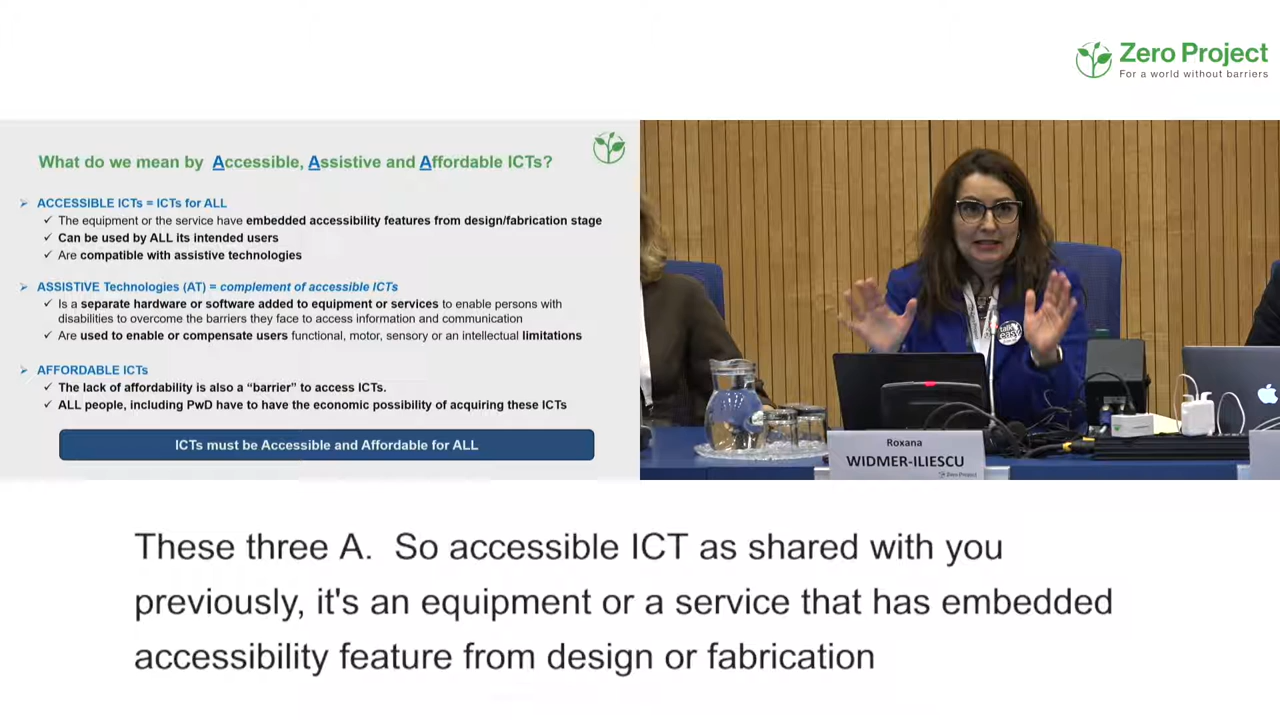 Zero Project
For a world without barriers
What do we mean by Accessible, Assistive and Affordable ICTs?
ACCESSIBLE ICTs = ICTs for ALL
The equipment or the service have embedded accessibility features from design/fabrication stage
Can be used by ALL its intended users
Are compatible with assistive technologies
ASSISTIVE Technologies (AT) = complement of accessible ICTs
Is a separate hardware or software added to equipment or services to enable persons with
disabilities to overcome the barriers they face to access information and communication
Are used to enable or compensate users functional, motor, sensory or an intellectual limitations
AFFORDABLE ICTs
The lack of affordability is also a “barrier” to access ICTs.
ALL people, including PwD have to have the economic possibility of acquiring these ICTs
ICTs must be Accessible and Affordable for ALL
talk
easy
Roxana
WIDMER-ILIESCU
Zero Project
These three A.  So accessible ICT as shared with you
previously, it's an equipment or a service that has embedded
accessibility feature from design or fabrication